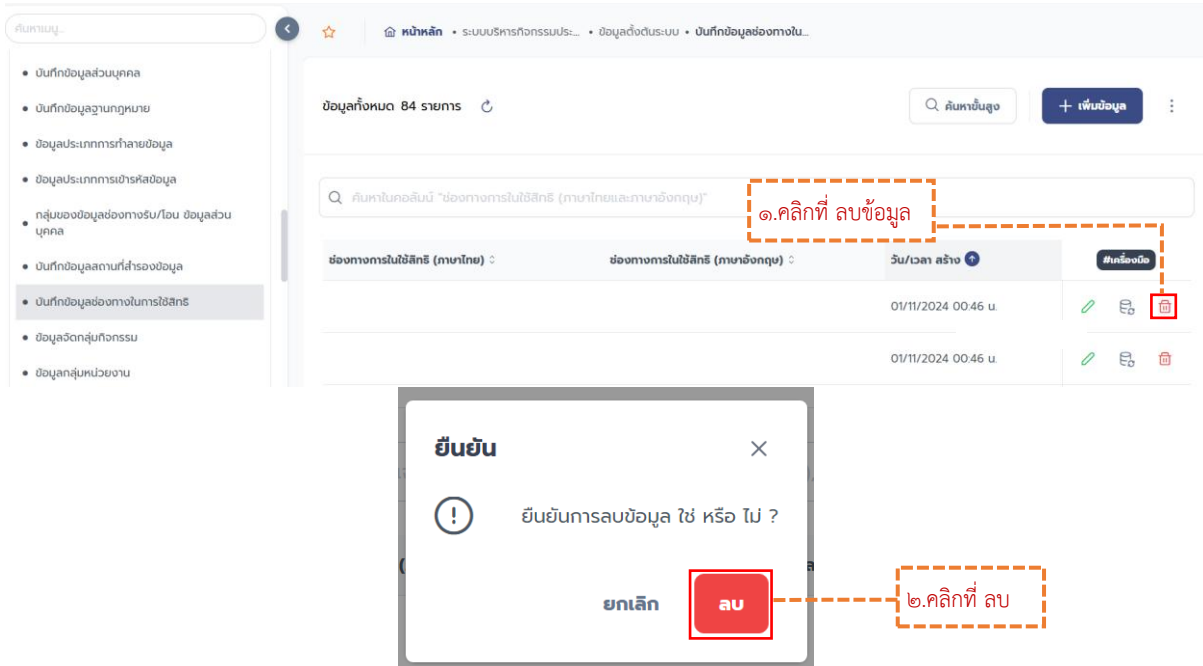 ค้นหาเมนู..
หน้าหลัก • ระบบบริหารกิจกรรมประ... • ข้อมูลตั้งต้นระบบ • บันทึกข้อมูลช่องทางใน...
• บันทึกข้อมูลส่วนบุคคล
• บันทึกข้อมูลฐานกฎหมาย
• ข้อมูลประเภทการทำลายข้อมูล
• ข้อมูลประเภทการเข้ารหัสข้อมูล
• กลุ่มของข้อมูลช่องทางรับ/โอน ข้อมูลส่วน
บุคคล
• บันทึกข้อมูลสถานที่สำรองข้อมูล
• บันทึกข้อมูลช่องทางในการใช้สิทธิ
• ข้อมูลจัดกลุ่มกิจกรรม
• ข้อมูลกลุ่มหน่วยงาน
ข้อมูลทั้งหมด 84 รายการ
ค้นหาขั้นสูง
+ เพิ่มข้อมูล
ค้นหาในคอลัมน์ "ช่องทางการในใช้สิทธิ (ภาษาไทยและภาษาอังกฤษ)"
๑.คลิกที่ ลบข้อมูล
ช่องทางการในใช้สิทธิ (ภาษาไทย) ช่องทางการในใช้สิทธิ (ภาษาอังกฤษ) วัน/เวลา สร้าง #เครื่องมือ
01/11/2024 00:46 น.
01/11/2024 00:46 น.
ยืนยัน
ยืนยันการลบข้อมูล ใช่ หรือ ไม่ ?
ยกเลิก ลบ
๒.คลิกที่ ลบ